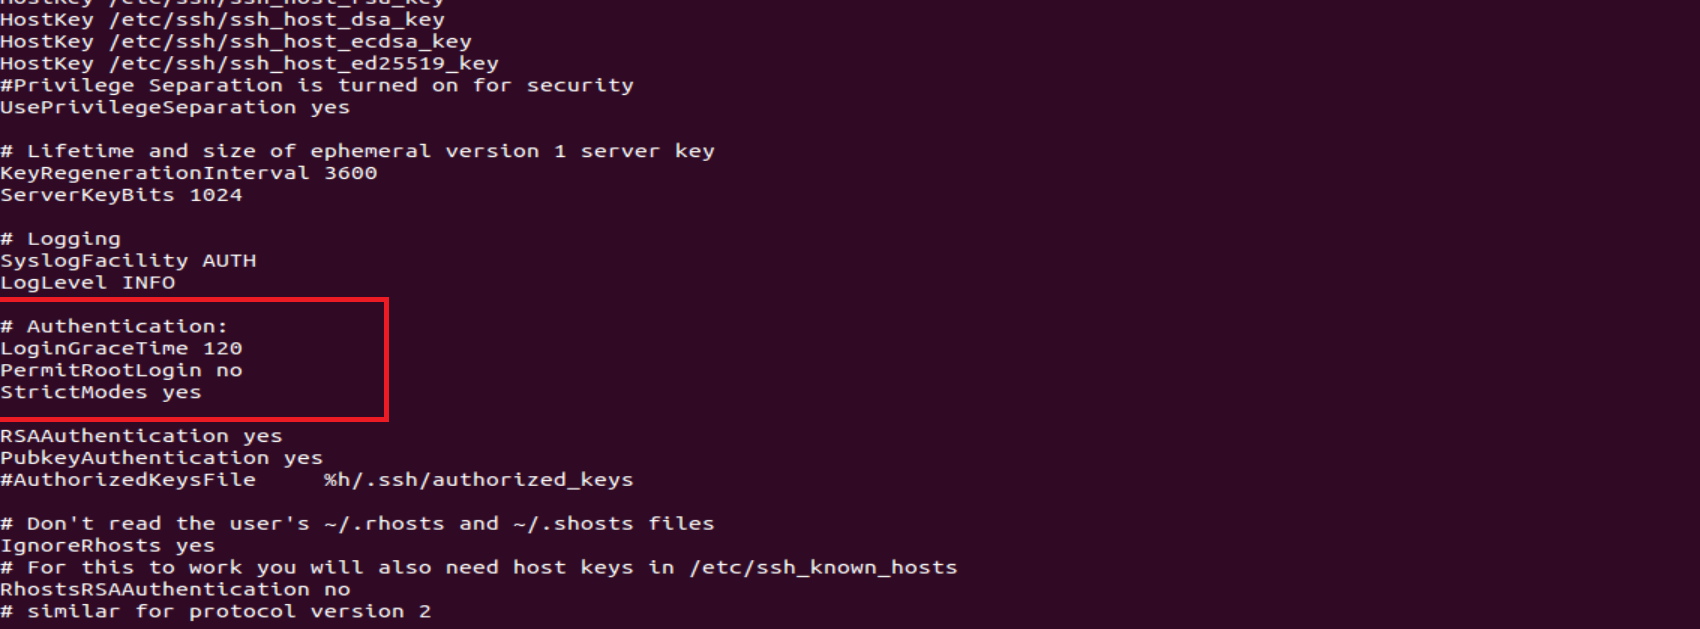 HostKey /etc/ssh/ssh_host_rsa_key
HostKey /etc/ssh/ssh_host_dsa_key
HostKey /etc/ssh/ssh_host_ecdsa_key
HostKey /etc/ssh/ssh_host_ed25519_key
#Privilege Separation is turned on for security
UsePrivilegeSeparation yes
# Lifetime and size of ephemeral version 1 server key
KeyRegenerationInterval 3600
ServerKeyBits 1024
# Logging
SyslogFacility AUTH
LogLevel INFO
# Authentication:
LoginGraceTime 120
PermitRootLogin no
StrictModes yes
RSAAuthentication yes
PubkeyAuthentication yes
#AuthorizedKeysFile     %h/.ssh/authorized_keys
# Don't read the user's ~/.rhosts and ~/.shosts files
IgnoreRhosts yes
# For this to work you will also need host keys in /etc/ssh_known_hosts
RhostsRSAAuthentication no
# similar for protocol version 2